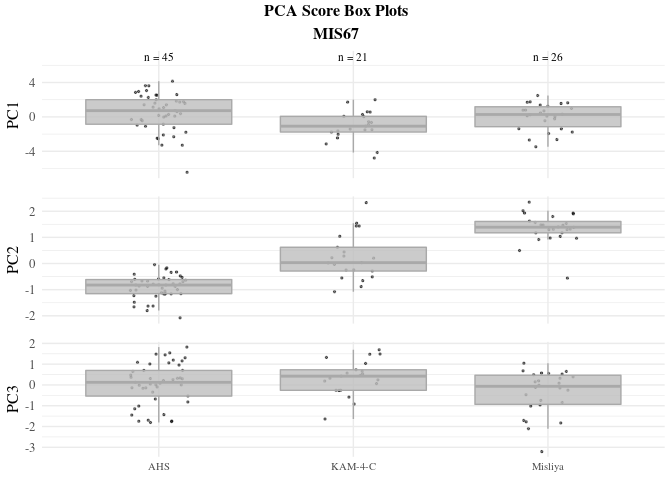 PCA Score Box Plots
MIS67
n = 45 n = 21 n = 26
PC1
4
0
-4
PC2
2
1
0
-1
-2
PC3
2
1
0
-1
-2
-3
AHS KAM-4-C Misliya